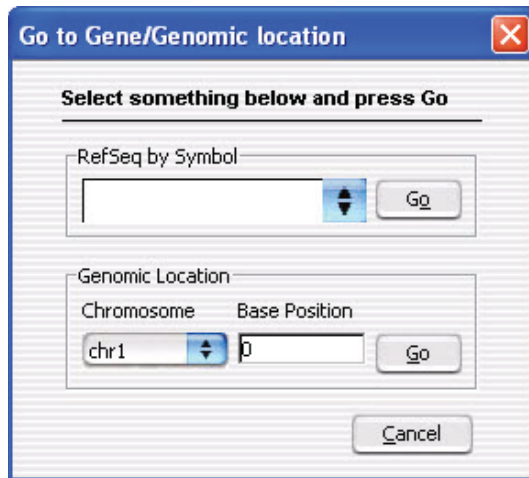 Go to Gene/Genomic location
Select something below and press Go
RefSeq by Symbol
Go
Genomic Location
Chromosome Base Position
chr1 0 Go
Cancel